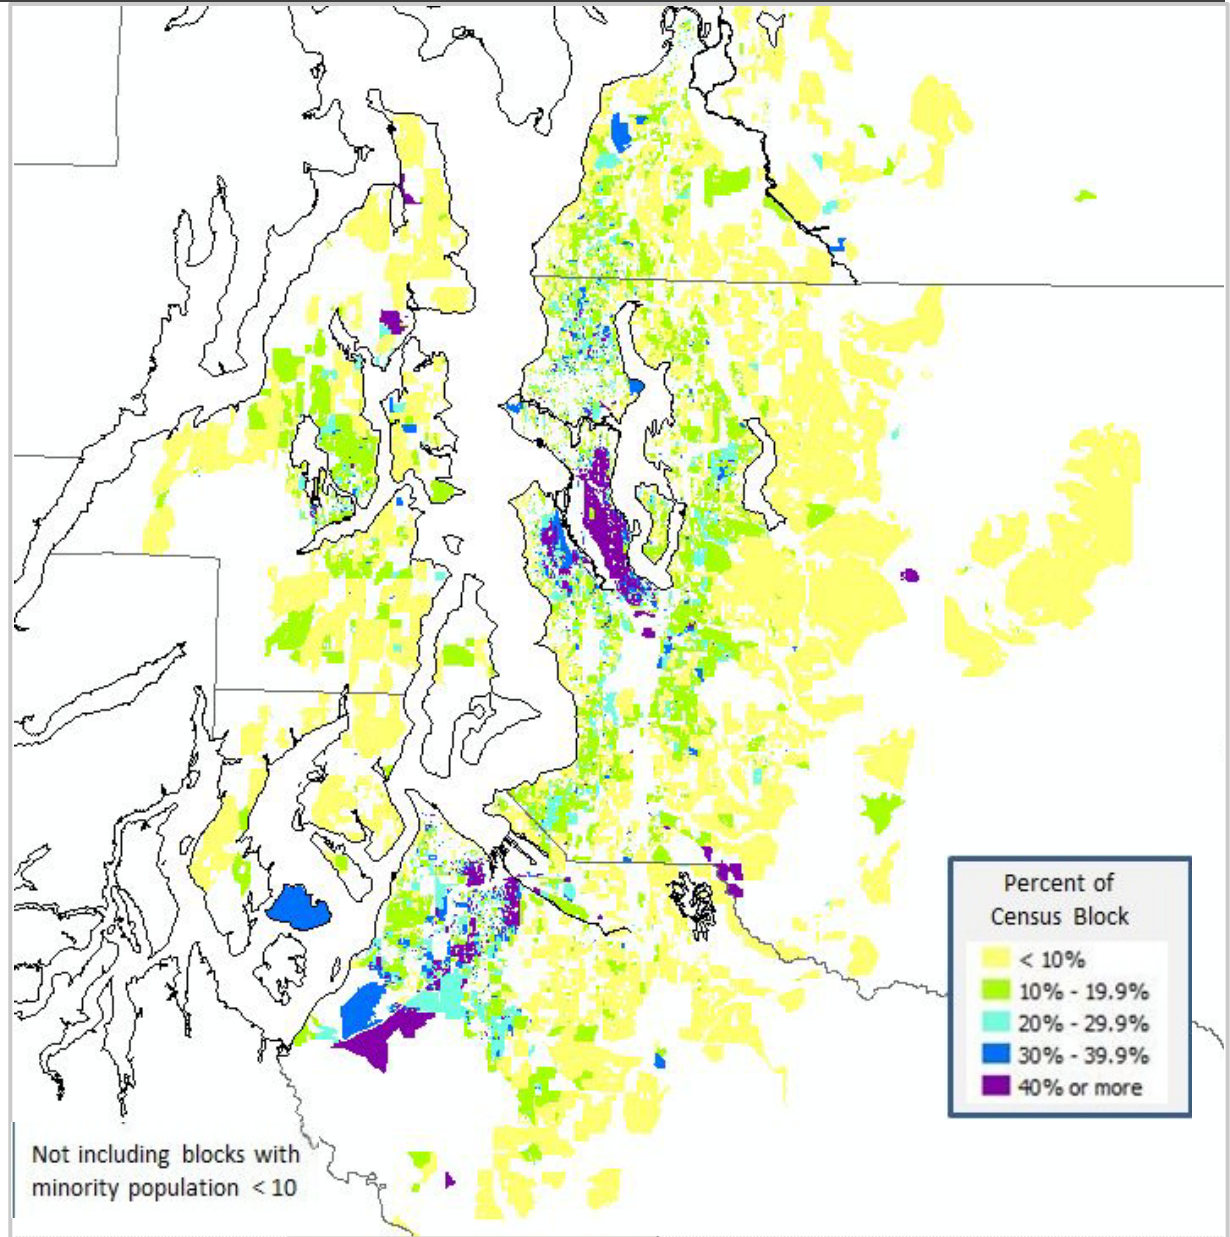 Percent of
Census Block
< 10%
10% - 19.9%
20% - 29.9%
30% - 39.9%
40% or more
Not including blocks with
minority population < 10